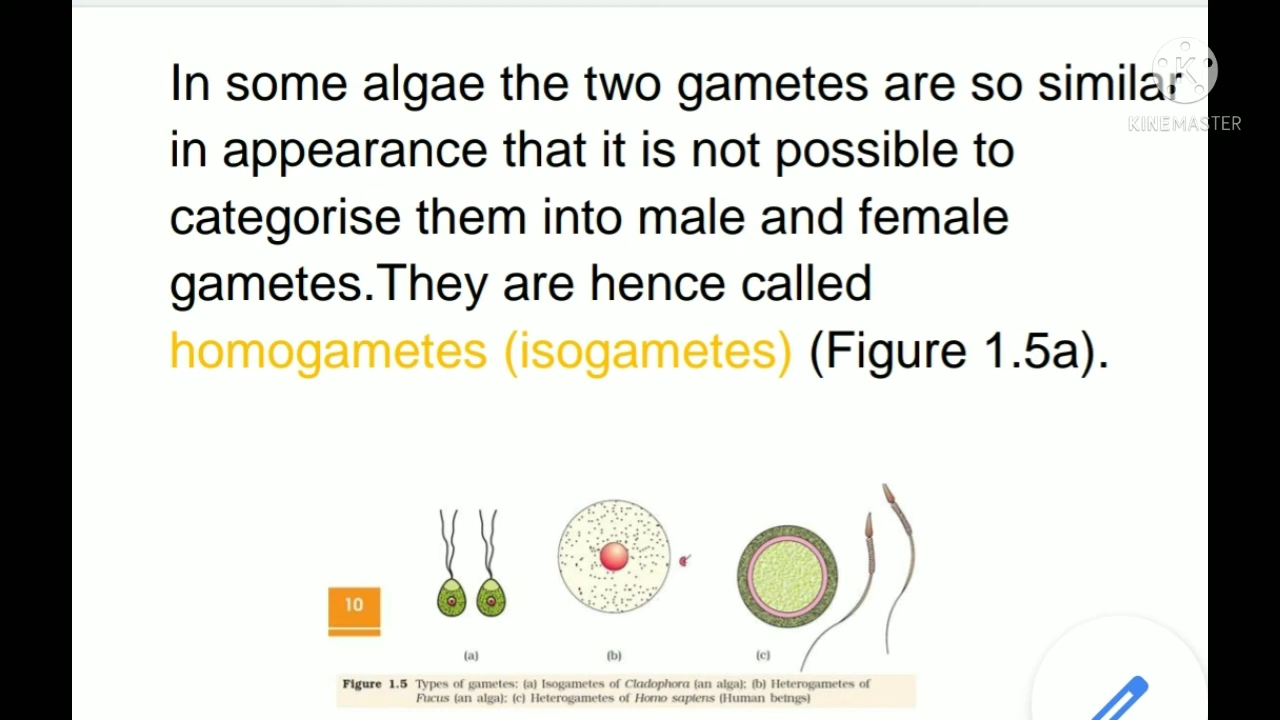 In some algae the two gametes are so similar
in appearance that it is not possible to
categorise them into male and female
gametes.They are hence called
homogametes (isogametes) (Figure 1.5a).
K
KINEMASTER
10
(a) (b) (c)
Figure 1.5 Types of gametes: (a) Isogametes of Cladophora (an alga); (b) Heterogametes of
Fucus (an alga); (c) Heterogametes of Homo sapiens (Human beings)